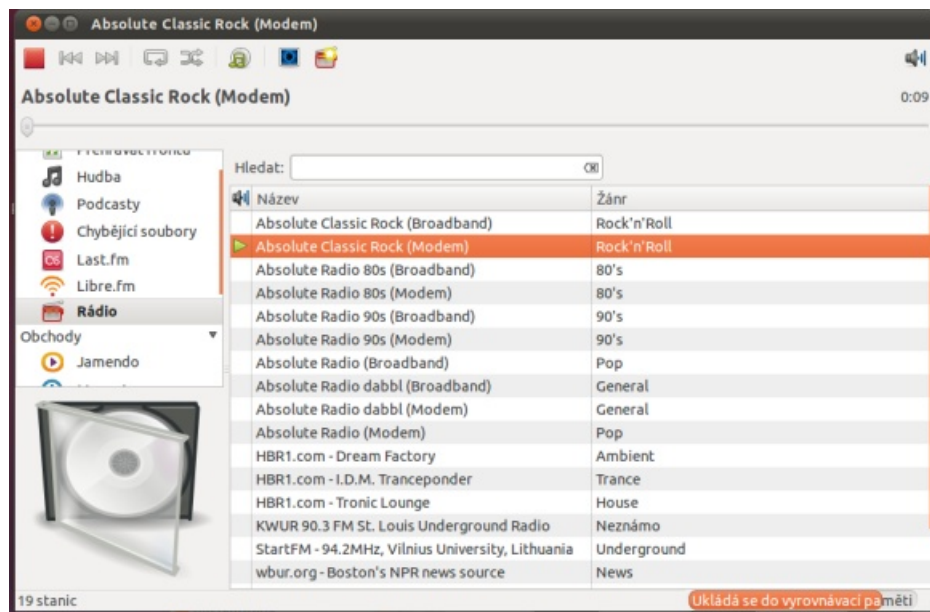 Absolute Classic Rock (Modem)
Absolute Classic Rock (Modem)
0:09
Hudba
Podcasty
Chybějící soubory
Last.fm
Libre.fm
Rádio
Obchody
Jamendo
Hledat:
Název Žánr
Absolute Classic Rock (Broadband) Rock'n'Roll
Absolute Classic Rock (Modem) Rock'n'Roll
Absolute Radio 80s (Broadband) 80's
Absolute Radio 80s (Modem) 80's
Absolute Radio 90s (Broadband) 90's
Absolute Radio 90s (Modem) 90's
Absolute Radio (Broadband) Pop
Absolute Radio dabbl (Broadband) General
Absolute Radio dabbl (Modem) General
Absolute Radio (Modem) Pop
HBR1.com - Dream Factory Ambient
HBR1.com - I.D.M. Tranceponder Trance
HBR1.com - Tronic Lounge House
KWUR 90.3 FM St. Louis Underground Radio Neznámo
StartFM - 94.2MHz, Vilnius University, Lithuania Underground
wbur.org - Boston's NPR news source News
19 stanic
Ukládá se do vyrovnávací paměti